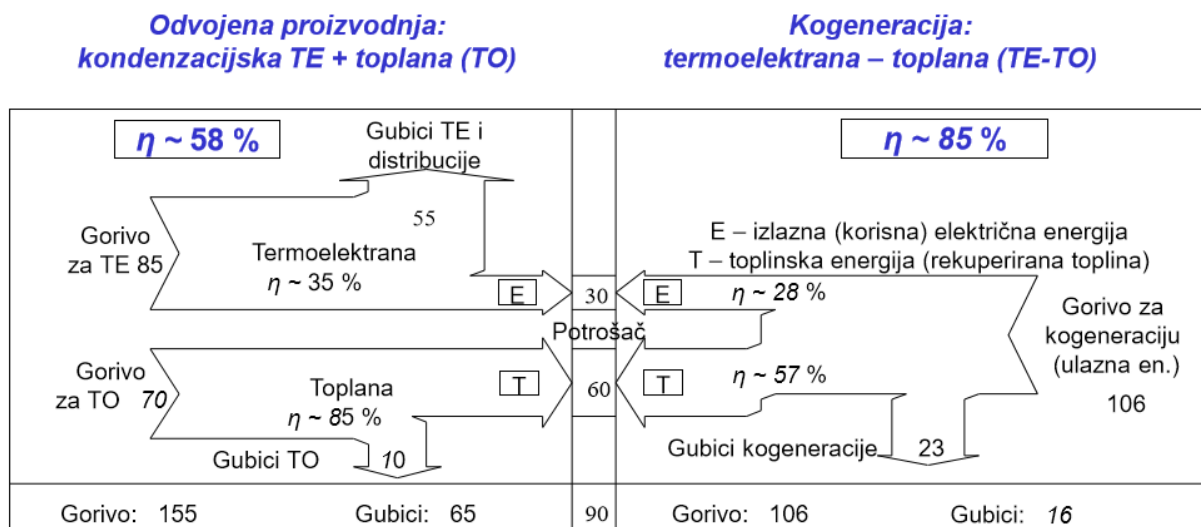 Odvojena proizvodnja:
kondenzacijska TE + toplana (TO)
Kogeneracija:
termoelektrana – toplana (TE-TO)
η ~ 58 %
Gubici TE i
distribucije
55
Gorivo
za TE 85
Termoelektrana
η ~ 35 %
E
30
Potrošač
Gorivo
za TO 70
Toplana
η ~ 85 %
T
60
Gubici TO
10
η ~ 85 %
E – izlazna (korisna) električna energija
T – toplinska energija (rekuperirana toplina)
E
η ~ 28 %
Gorivo za
kogeneraciju
(ulazna en.)
106
T
η ~ 57 %
Gubici kogeneracije
23
Gorivo: 155
Gubici: 65
90
Gorivo: 106
Gubici: 16